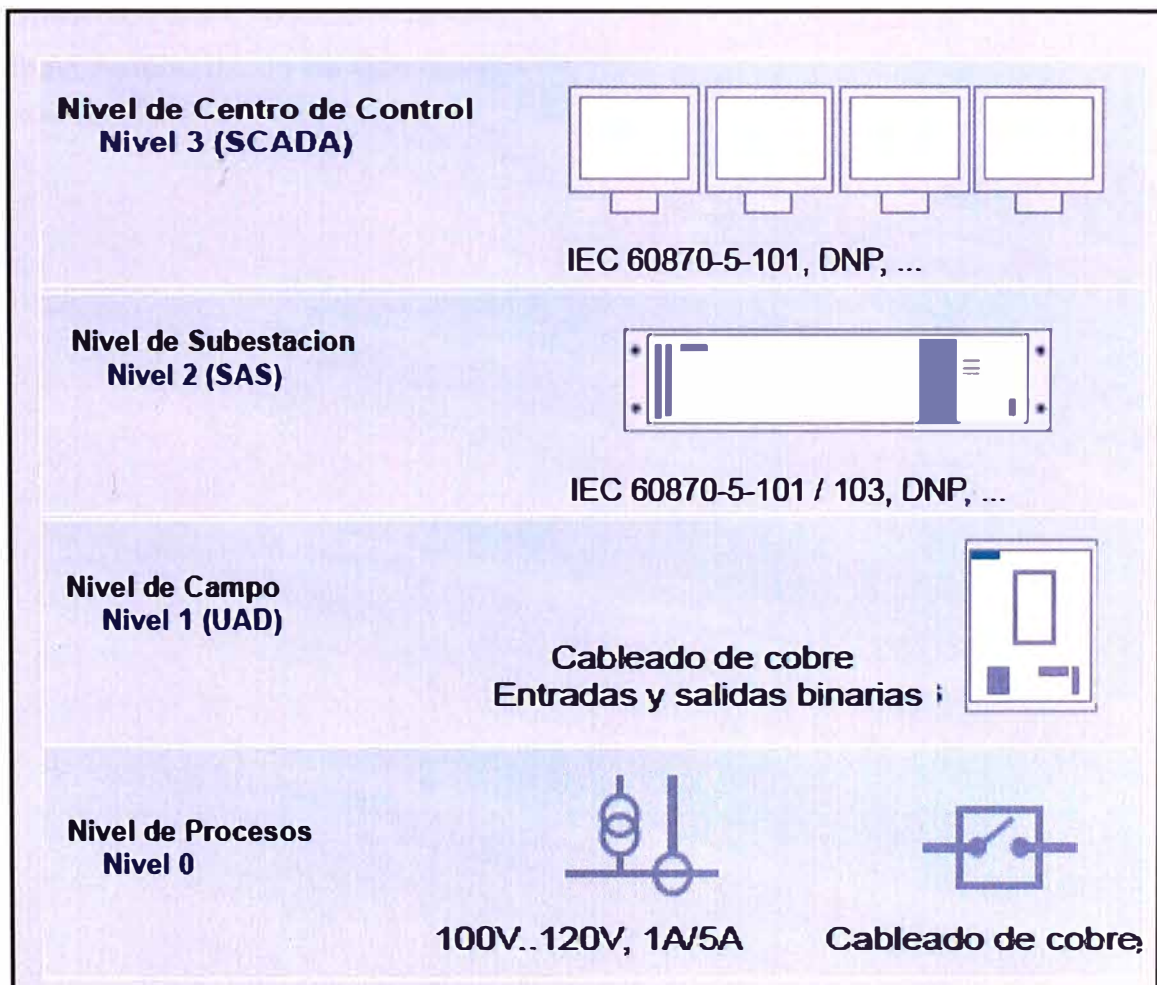 Nivel de Centro de Control
Nivel 3 (SCADA)
IEC 60870-5-101, DNP, ...
Nivel de Subestacion
Nivel 2 (SAS)
IEC 60870-5-101 / 103, DNP, ...
Nivel de Campo
Nivel 1 (UAD)
Cableado de cobre
Entradas y salidas binarias ;
Nivel de Procesos
Nivel 0
100V..120V, 1A/5A
Cableado de cobre,